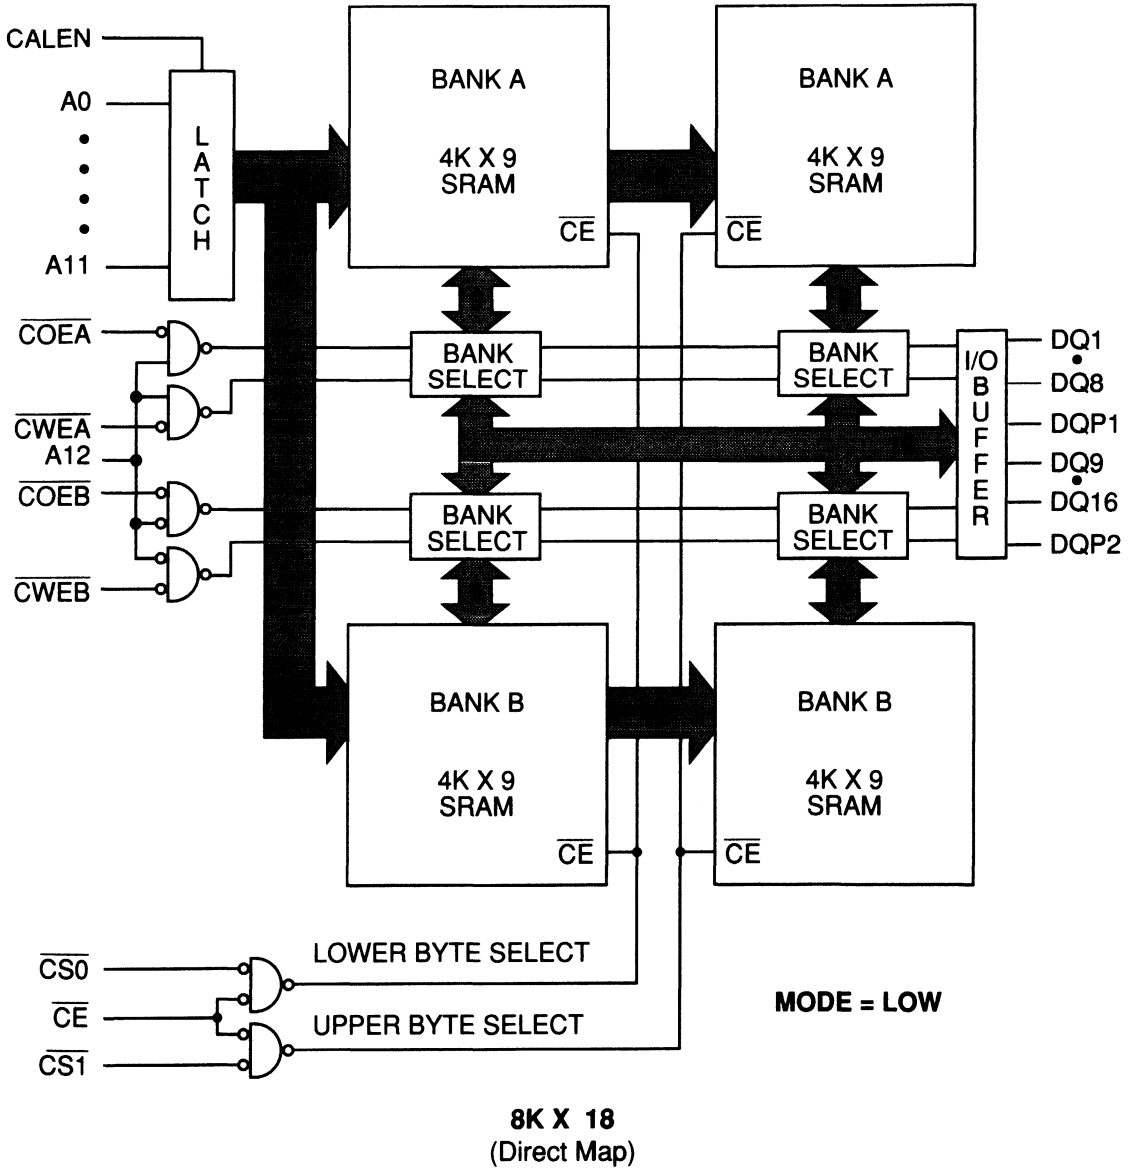 CALEN
A0
A11
LATCH
BANK A
4K X 9
SRAM
CE
BANK A
4K X 9
SRAM
CE
COEA
CWEA
A12
COEB
CWEB
BANK
SELECT
BANK
SELECT
BANK
SELECT
BANK
SELECT
I/O
BUFFER
DQ1
DQ8
DQP1
DQ9
DQ16
DQP2
BANK B
4K X 9
SRAM
CE
BANK B
4K X 9
SRAM
CE
CS0
CE
CS1
LOWER BYTE SELECT
UPPER BYTE SELECT
MODE = LOW
8K X 18
(Direct Map)